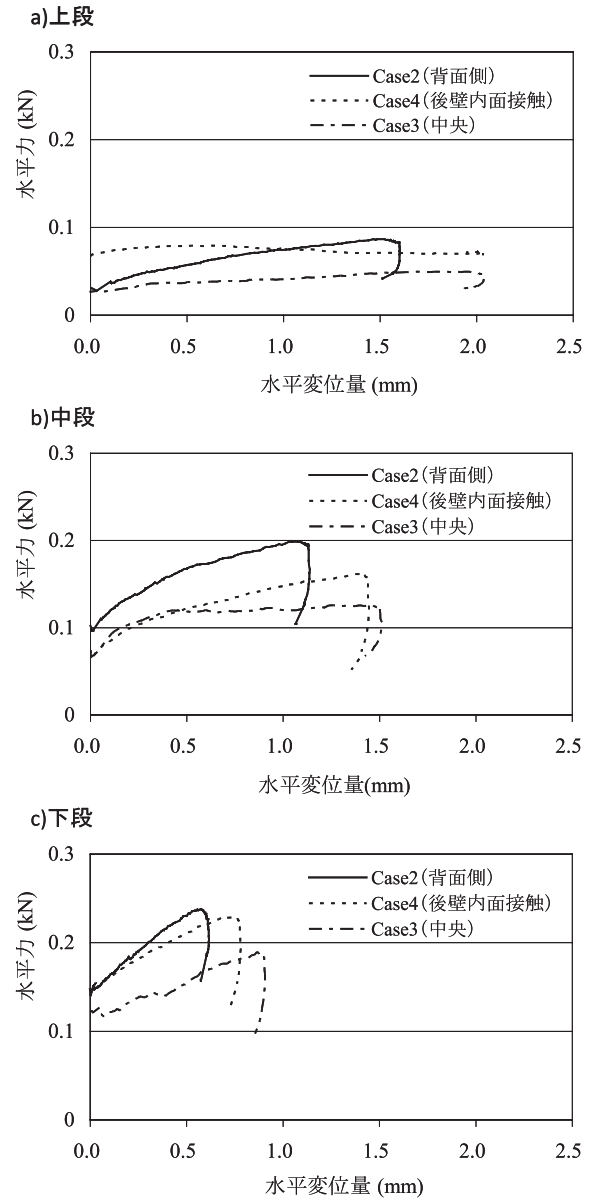 a)上段
0.3
0.2
0.1
0
水平力 (kN)
Case2(背面側)
Case4(後壁内面接触)
Case3(中央)
0.0 0.5 1.0 1.5 2.0 2.5
水平変位量 (mm)
b)中段
0.3
0.2
0.1
0
水平力 (kN)
Case2(背面側)
Case4(後壁内面接触)
Case3(中央)
0.0 0.5 1.0 1.5 2.0 2.5
水平変位量(mm)
c)下段
0.3
0.2
0.1
0
水平力 (kN)
Case2(背面側)
Case4(後壁内面接触)
Case3(中央)
0.0 0.5 1.0 1.5 2.0 2.5
水平変位量 (mm)